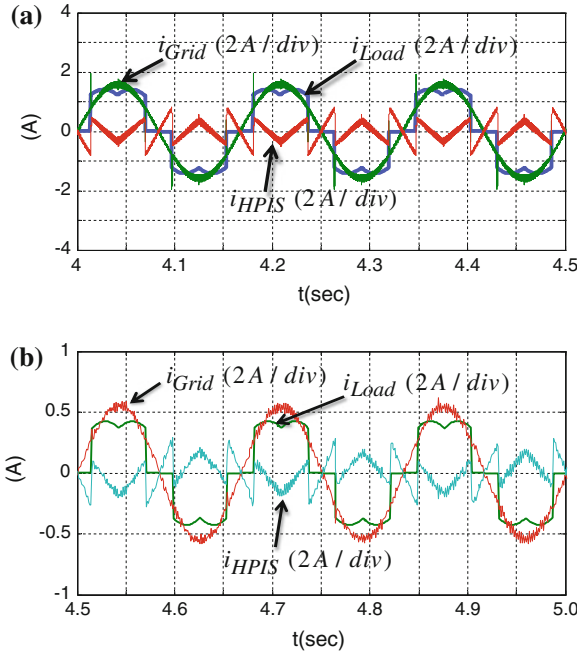 (a)
i_Grid (2A / div)
i_Load (2A / div)
i_HPIS (2A / div)
(A)
4
2
0
-2
-4
4
4.1
4.2
4.3
4.4
4.5
t(sec)
(b)
i_Grid (2A / div)
i_Load (2A / div)
i_HPIS (2A / div)
(A)
1
0.5
0
-0.5
-1
4.5
4.6
4.7
4.8
4.9
5.0
t(sec)